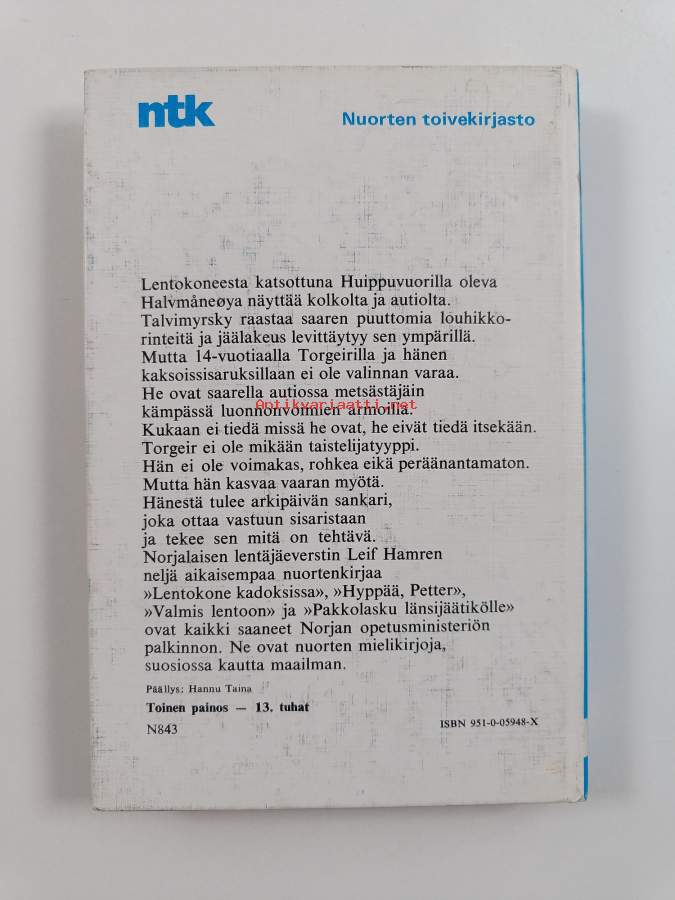 ntk
Nuorten toivekirjasto
Lentokoneesta katsottuna Huippuvuorilla oleva
Halvmåneøya näyttää kolkolta ja autiolta.
Talvimyrsky raastaa saaren puuttomia louhikko-
rinteitä ja jäälakeus levittäytyy sen ympärillä.
Mutta 14-vuotiaalla Torgeirilla ja hänen
kaksoissisaruksillaan ei ole valinnan varaa.
He ovat saarella autiossa metsästäjäin
kämpässä luonnonvoimien armoilla.
Antikvariaatti.net
Kukaan ei tiedä missä he ovat, he eivät tiedä itsekään.
Torgeir ei ole mikään taistelijatyyppi.
Hän ei ole voimakas, rohkea eikä peräänantamaton.
Mutta hän kasvaa vaaran myötä.
Hänestä tulee arkipäivän sankari,
joka ottaa vastuun sisaristaan
ja tekee sen mitä on tehtävä.
Norjalaisen lentäjäeverstin Leif Hamren
neljä aikaisempaa nuortenkirjaa
»Lentokone kadoksissa», »Hyppää, Petter»,
»Valmis lentoon» ja »Pakkolasku länsijäätikölle»
ovat kaikki saaneet Norjan opetusministeriön
palkinnon. Ne ovat nuorten mielikirjoja,
suosiossa kautta maailman.
Päällys: Hannu Taina
Toinen painos — 13. tuhat
N843
ISBN 951-0-05948-X